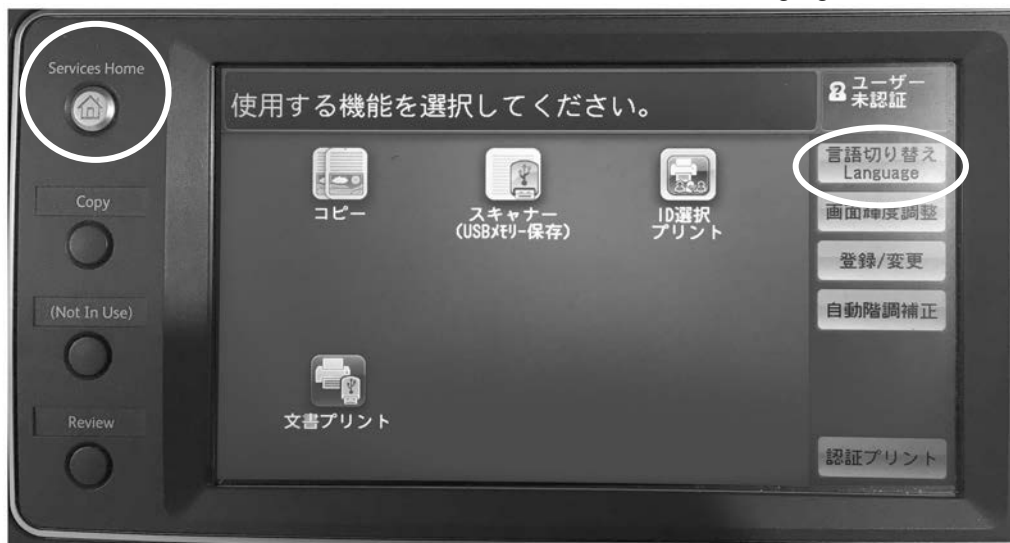 Services Home
Copy
(Not In Use)
Review
使用する機能を選択してください。
コピー
スキャナー
(USBﾒﾓﾘｰ保存)
ID選択
プリント
文書プリント
ユーザー
未認証
言語切り替え
Language
画面輝度調整
登録/変更
自動階調補正
認証プリント